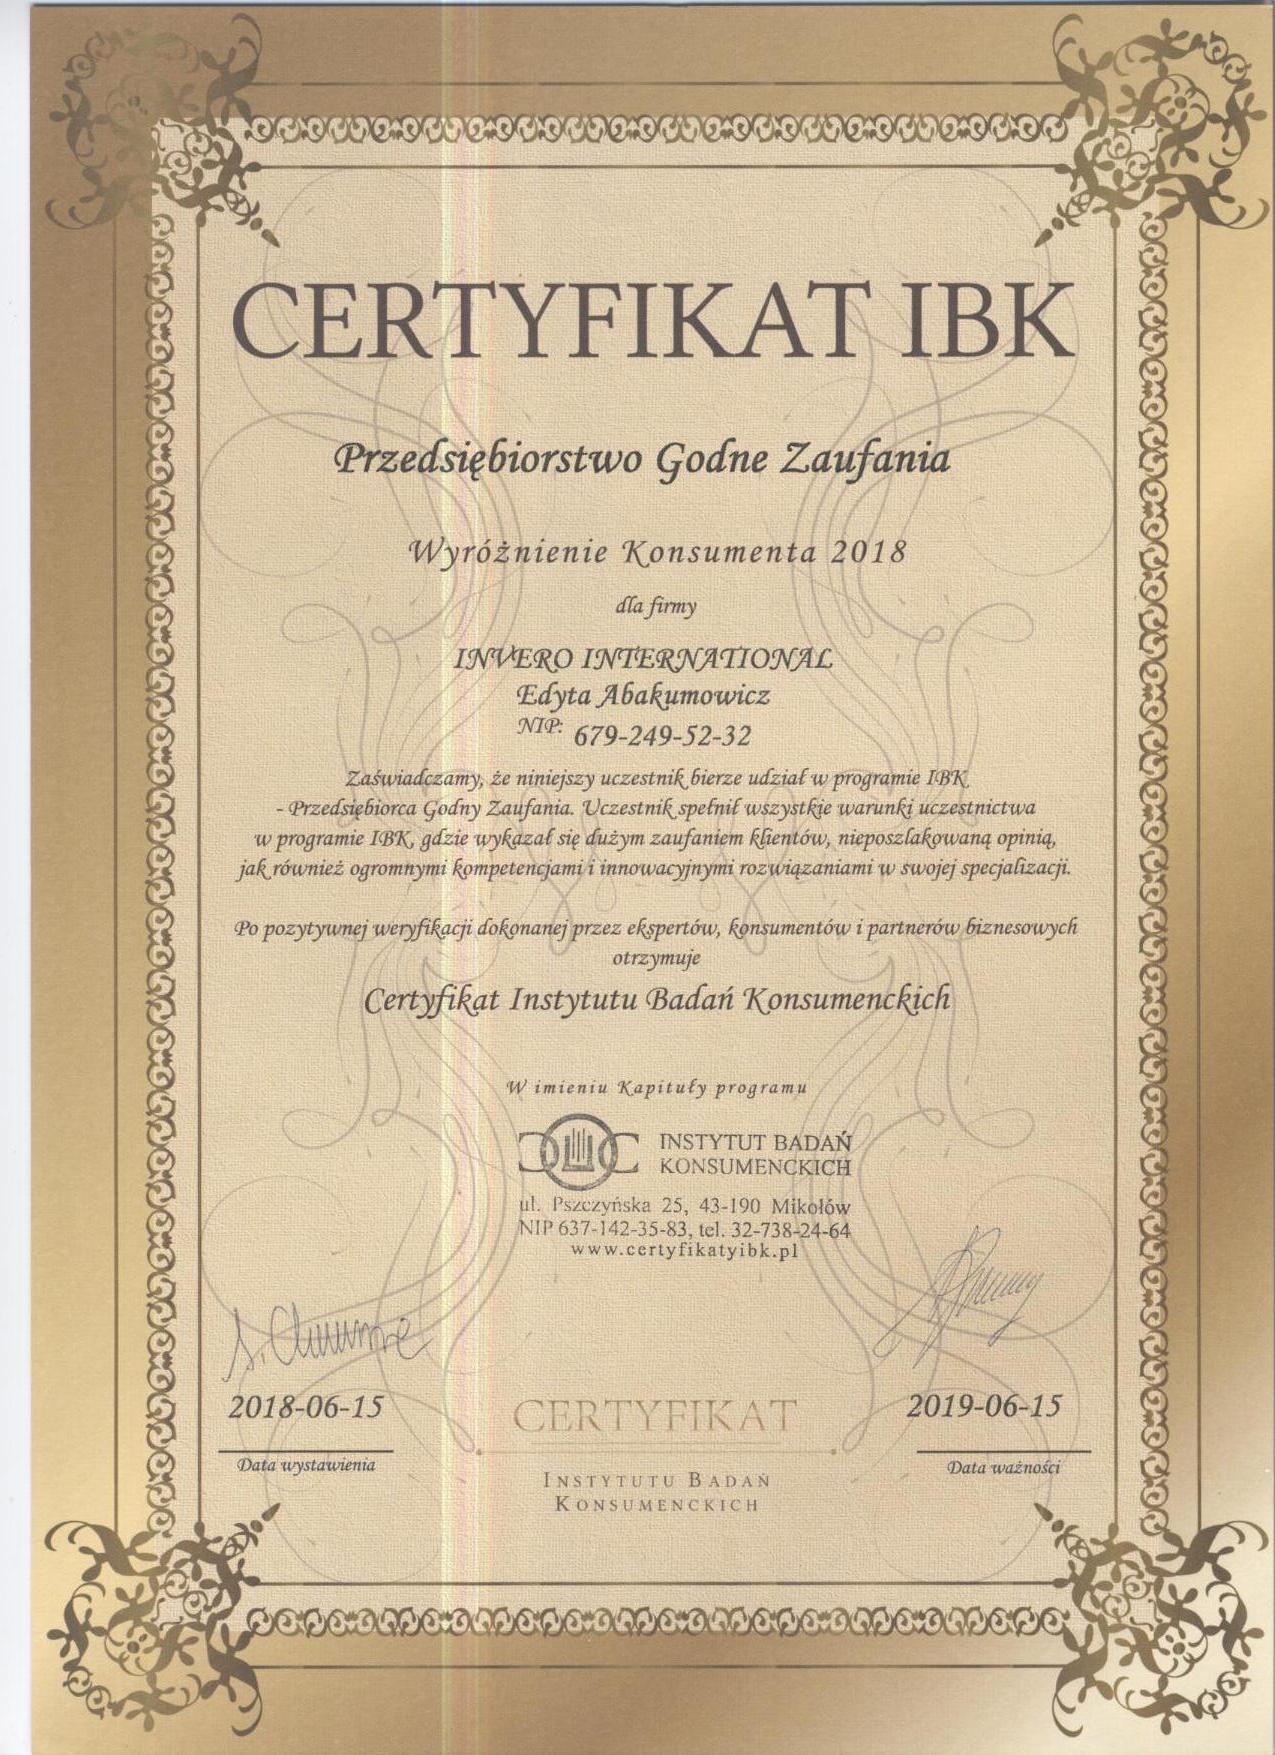 CERTYFIKAT IBK
Przedsiębiorstwo Godne Zaufania
Wyróżnienie Konsumenta 2018
dla firmy
INVERO INTERNATIONAL
Edyta Abakumowicz
NIP: 679-249-52-32
Zaświadczamy, że niniejszy uczestnik bierze udział w programie IBK
- Przedsiębiorca Godny Zaufania. Uczestnik spełnił wszystkie warunki uczestnictwa
w programie IBK, gdzie wykazał się dużym zaufaniem klientów, nieposzlakowaną opinią,
jak również ogromnymi kompetencjami i innowacyjnymi rozwiązaniami w swojej specjalizacji.
Po pozytywnej weryfikacji dokonanej przez ekspertów, konsumentów i partnerów biznesowych
otrzymuje
Certyfikat Instytutu Badań Konsumenckich
W imieniu Kapituły programu
INSTYTUT BADAŃ
KONSUMENCKICH
ul. Pszczyńska 25, 43-190 Mikołów
NIP 637-142-35-83, tel. 32-738-24-64
www.certyfikatyibk.pl
2018-06-15
Data wystawienia
CERTYFIKAT
INSTYTUTU BADAŃ
KONSUMENCKICH
2019-06-15
Data ważności